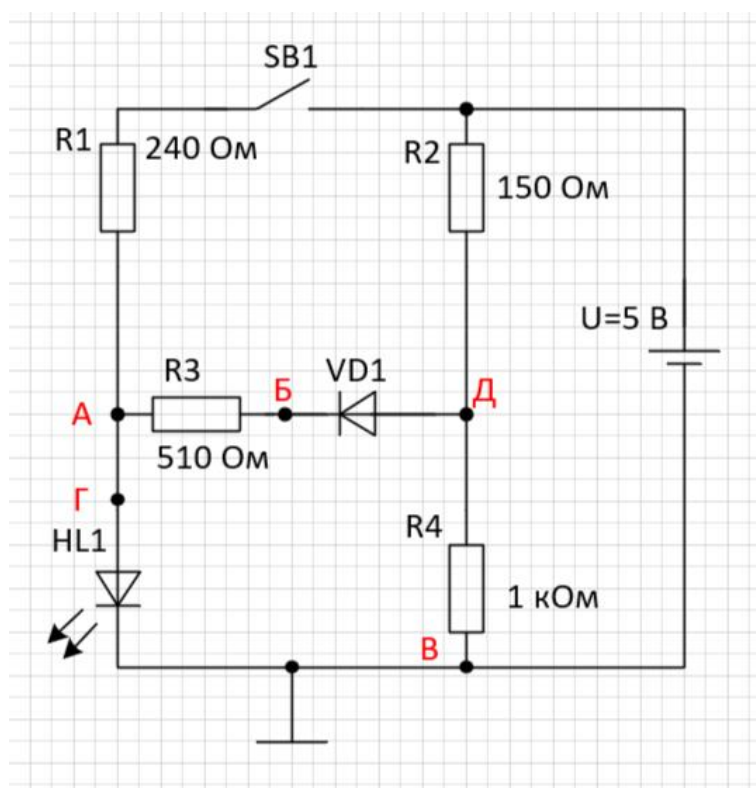 SB1
R1
240 Ом
R2
150 Ом
U=5 В
R3
Б
VD1
Д
А
510 Ом
Г
HL1
R4
1 кОм
В